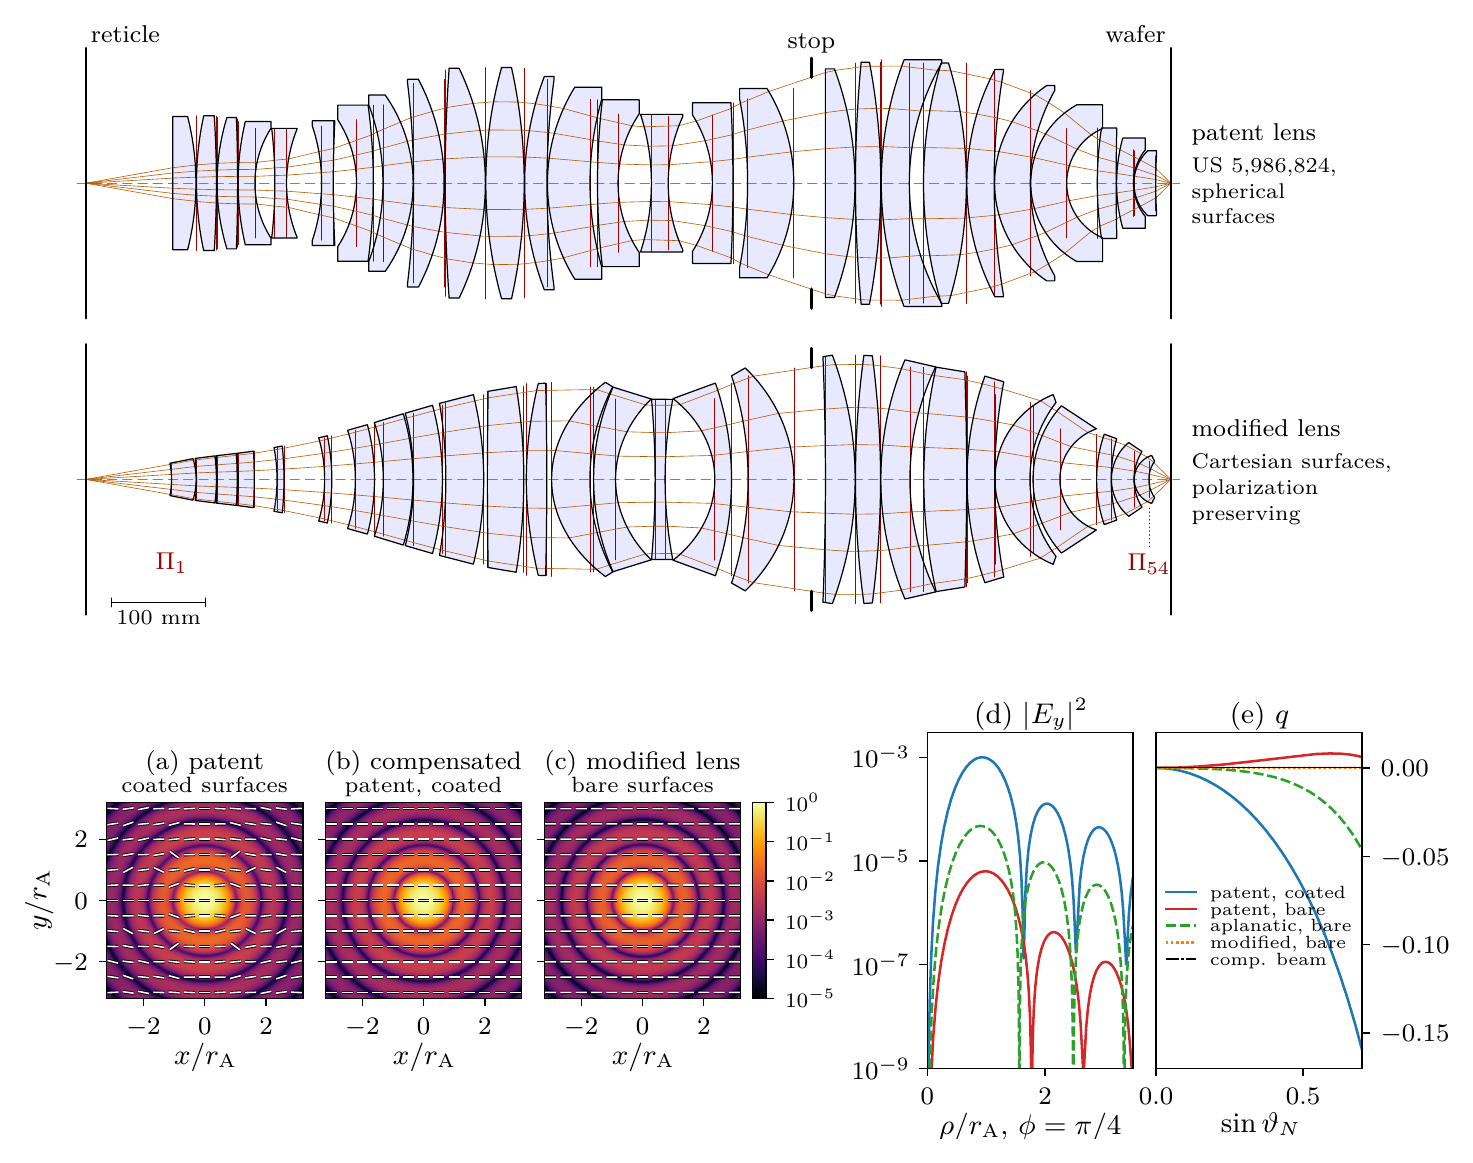 reticle
stop
wafer
patent lens
US 5,986,824,
spherical
surfaces
modified lens
Cartesian surfaces,
polarization
preserving
Π1
Π54
100 mm
(a) patent
coated surfaces
(b) compensated
patent, coated
(c) modified lens
bare surfaces
2
0
−2
y/rA
−2 0 2
x/rA
−2 0 2
x/rA
−2 0 2
x/rA
10^0
10^−1
10^−2
10^−3
10^−4
10^−5
(d) |Ey|^2
10^−3
10^−5
10^−7
10^−9
0 2
ρ/rA, ϕ = π/4
(e) q
patent, coated
patent, bare
aplanatic, bare
modified, bare
comp. beam
0.00
−0.05
−0.10
−0.15
0.0 0.5
sin ϑN